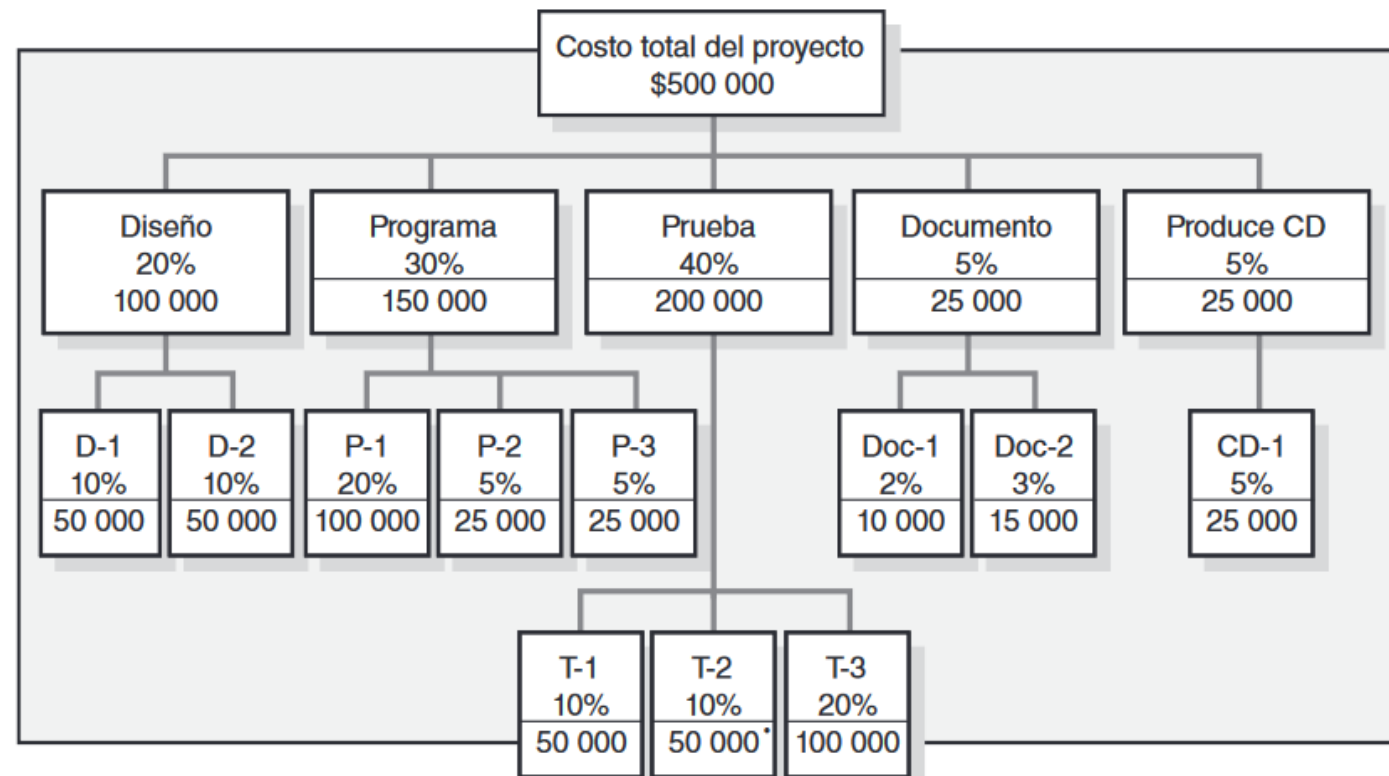 Costo total del proyecto
$500 000
Diseño
20%
100 000
Programa
30%
150 000
Prueba
40%
200 000
Documento
5%
25 000
Produce CD
5%
25 000
D-1
10%
50 000
D-2
10%
50 000
P-1
20%
100 000
P-2
5%
25 000
P-3
5%
25 000
Doc-1
2%
10 000
Doc-2
3%
15 000
CD-1
5%
25 000
T-1
10%
50 000
T-2
10%
50 000
T-3
20%
100 000